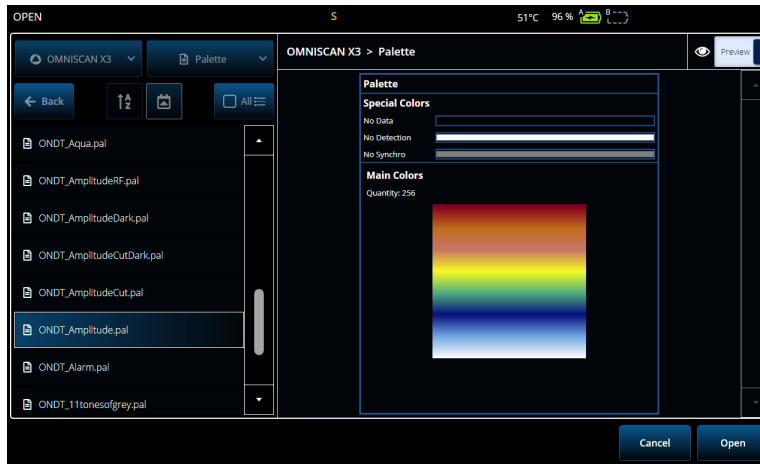 OPEN
S
51°C 96 % A B
OMNISCAN X3
Palette
OMNISCAN X3 > Palette
Preview
Back
A
Z
All
ONDT_Aqua.pal
ONDT_AmplitudeRF.pal
ONDT_AmplitudeDark.pal
ONDT_AmplitudeCutDark.pal
ONDT_AmplitudeCut.pal
ONDT_Amplitude.pal
ONDT_Alarm.pal
ONDT_11tonesofgrey.pal
Palette
Special Colors
No Data
No Detection
No Synchro
Main Colors
Quantity: 256
Cancel
Open